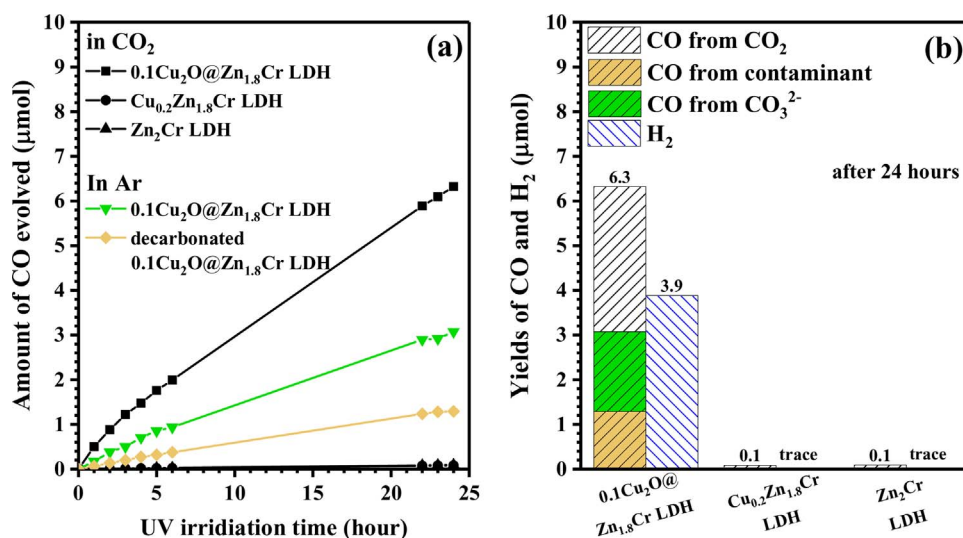 (a)
in CO₂
0.1Cu₂O@Zn₁.₈Cr LDH
Cu₀.₂Zn₁.₈Cr LDH
Zn₂Cr LDH
In Ar
0.1Cu₂O@Zn₁.₈Cr LDH
decarbonated
0.1Cu₂O@Zn₁.₈Cr LDH
Amount of CO evolved (μmol)
10
9
8
7
6
5
4
3
2
1
0
0 5 10 15 20 25
UV irridiation time (hour)
(b)
CO from CO₂
CO from contaminant
CO from CO₃²⁻
H₂
after 24 hours
Yields of CO and H₂ (μmol)
10
9
8
7
6
5
4
3
2
1
0
6.3
3.9
0.1 trace
0.1 trace
0.1Cu₂O@
Zn₁.₈Cr LDH
Cu₀.₂Zn₁.₈Cr
LDH
Zn₂Cr
LDH